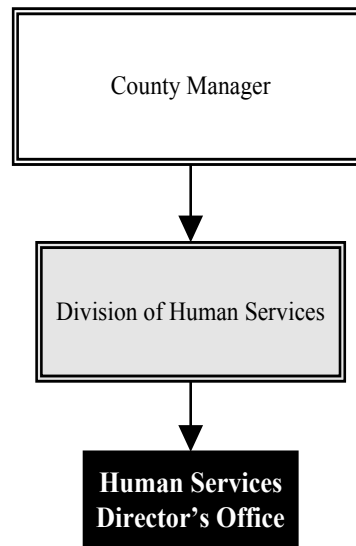 County Manager
Division of Human Services
Human Services
Director’s Office